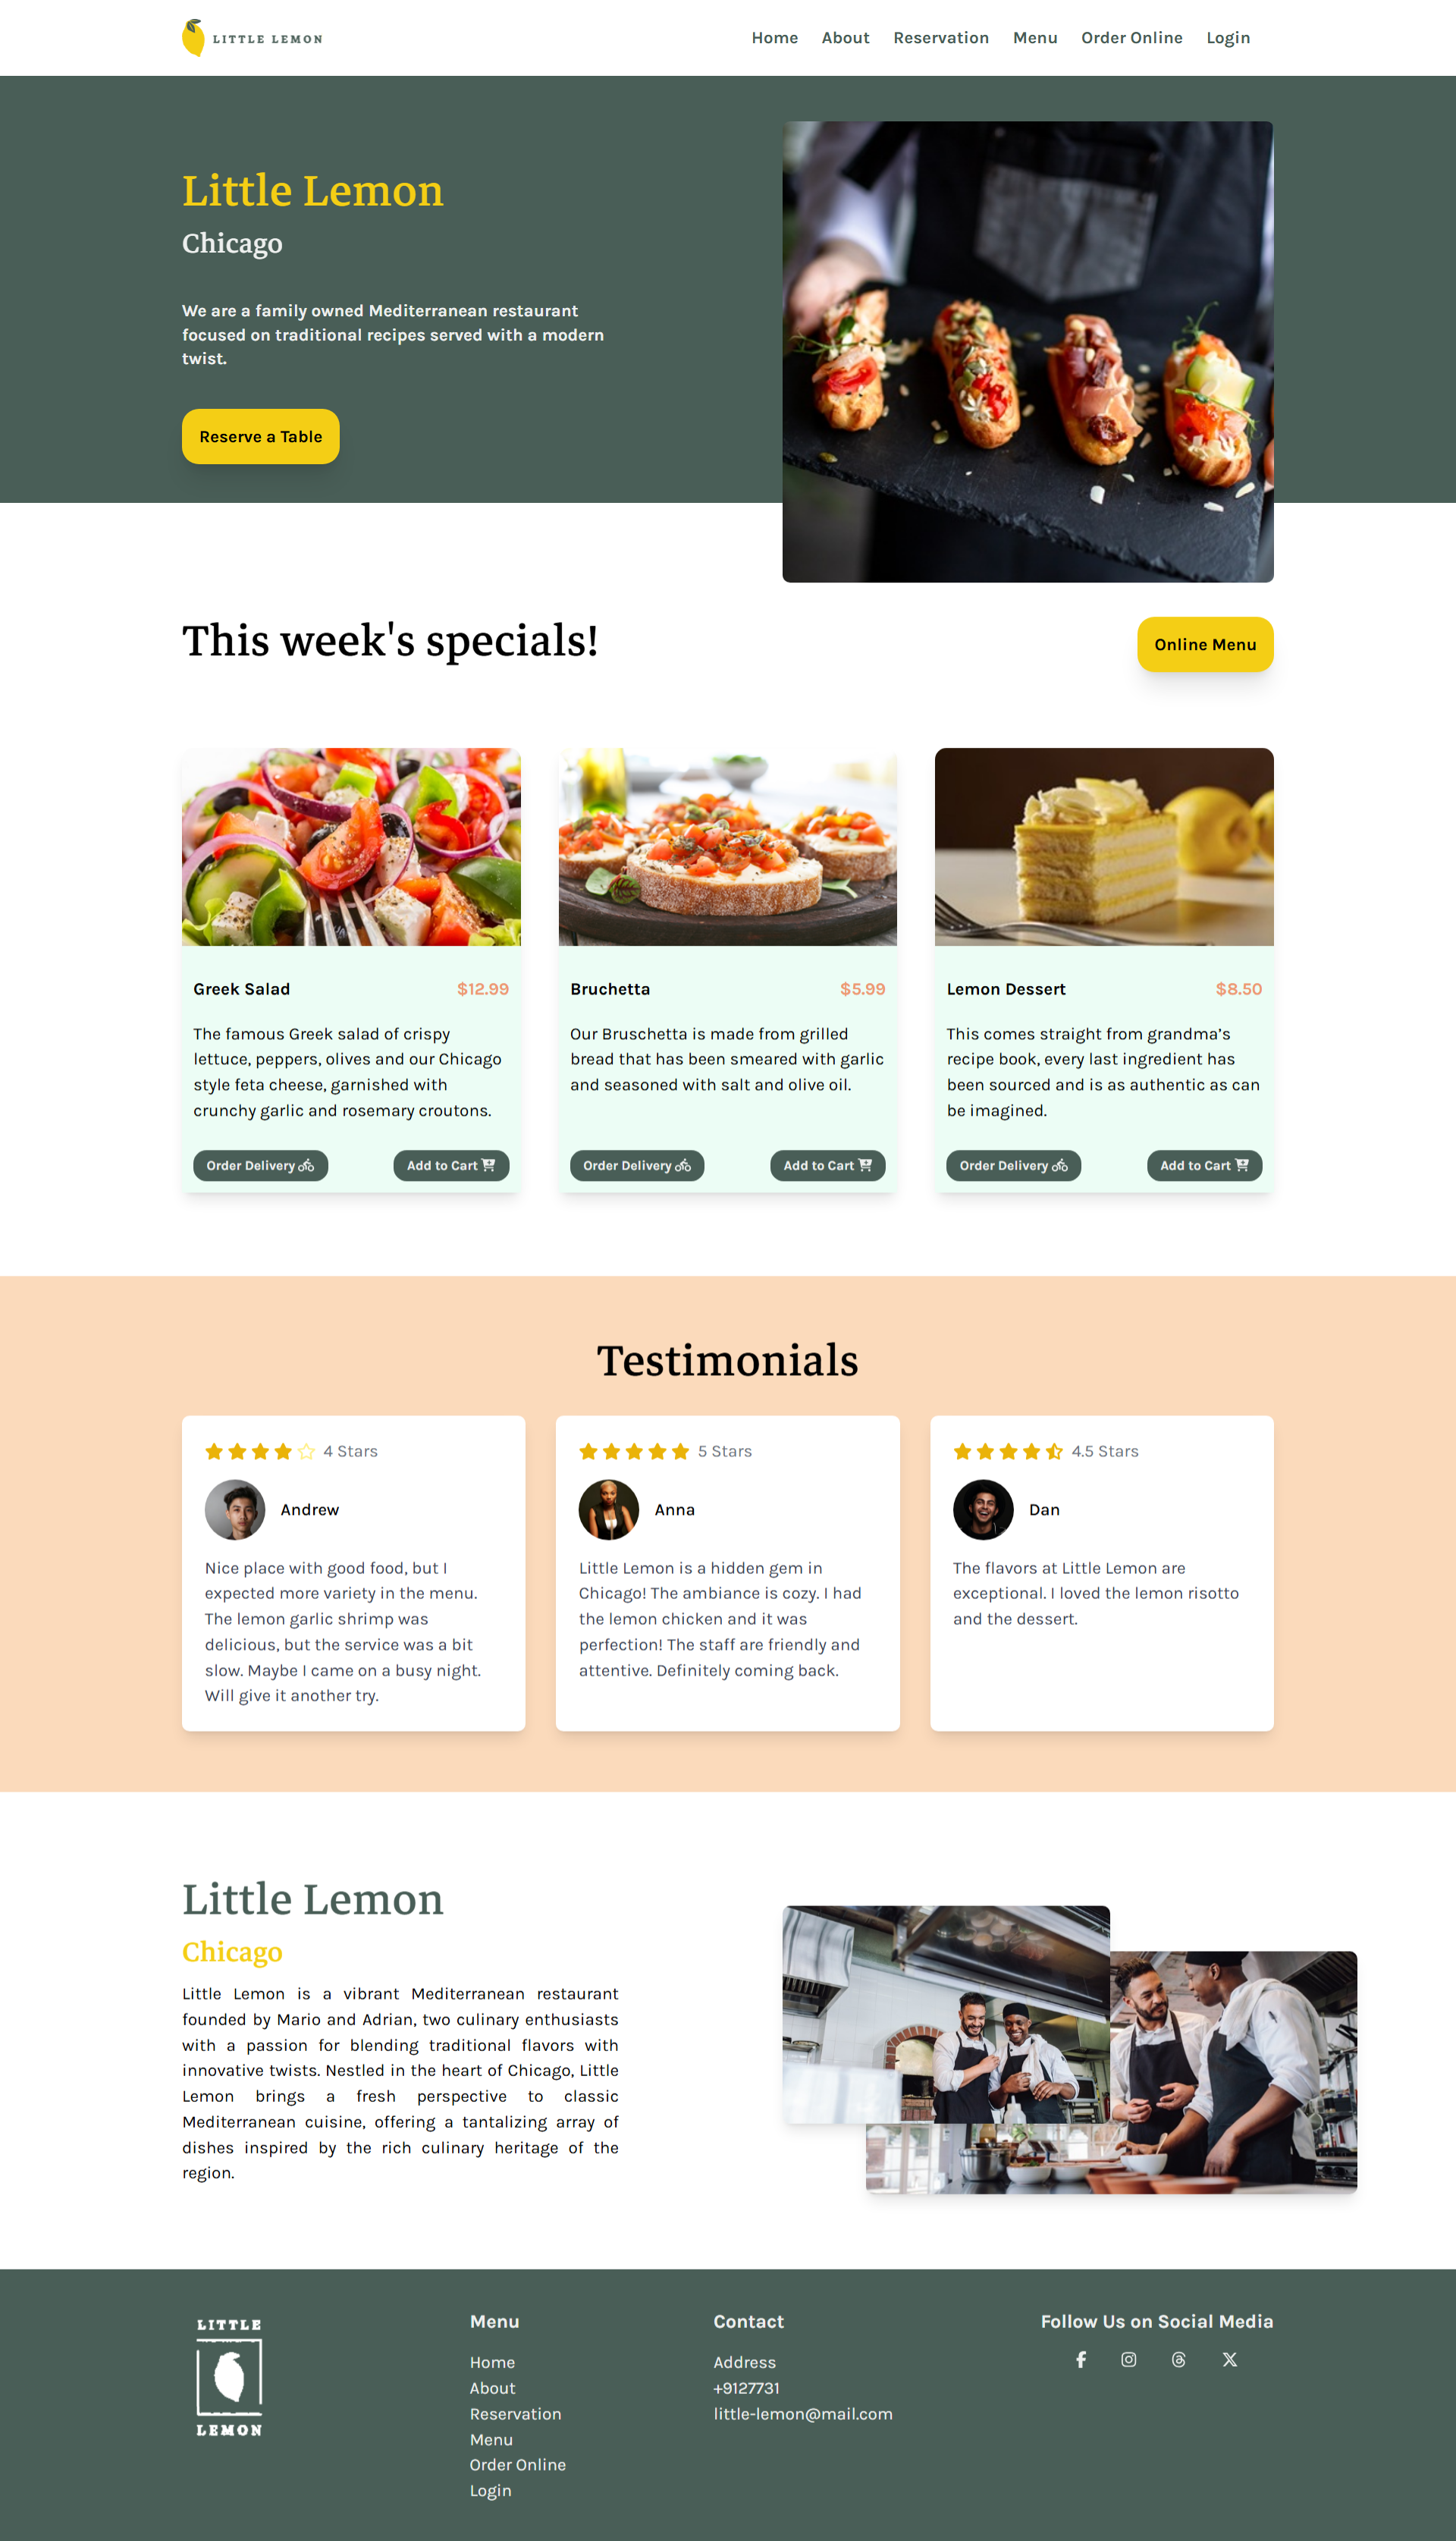 LITTLE LEMON
Home About Reservation Menu Order Online Login
Little Lemon
Chicago
We are a family owned Mediterranean restaurant
focused on traditional recipes served with a modern
twist.
Reserve a Table
This week's specials!
Online Menu
Greek Salad $12.99
The famous Greek salad of crispy
lettuce, peppers, olives and our Chicago
style feta cheese, garnished with
crunchy garlic and rosemary croutons.
Order Delivery Add to Cart
Bruchetta $5.99
Our Bruschetta is made from grilled
bread that has been smeared with garlic
and seasoned with salt and olive oil.
Order Delivery Add to Cart
Lemon Dessert $8.50
This comes straight from grandma’s
recipe book, every last ingredient has
been sourced and is as authentic as can
be imagined.
Order Delivery Add to Cart
Testimonials
4 Stars
Andrew
Nice place with good food, but I
expected more variety in the menu.
The lemon garlic shrimp was
delicious, but the service was a bit
slow. Maybe I came on a busy night.
Will give it another try.
5 Stars
Anna
Little Lemon is a hidden gem in
Chicago! The ambiance is cozy. I had
the lemon chicken and it was
perfection! The staff are friendly and
attentive. Definitely coming back.
4.5 Stars
Dan
The flavors at Little Lemon are
exceptional. I loved the lemon risotto
and the dessert.
Little Lemon
Chicago
Little Lemon is a vibrant Mediterranean restaurant
founded by Mario and Adrian, two culinary enthusiasts
with a passion for blending traditional flavors with
innovative twists. Nestled in the heart of Chicago, Little
Lemon brings a fresh perspective to classic
Mediterranean cuisine, offering a tantalizing array of
dishes inspired by the rich culinary heritage of the
region.
LITTLE
LEMON
Menu
Home
About
Reservation
Menu
Order Online
Login
Contact
Address
+9127731
little-lemon@mail.com
Follow Us on Social Media